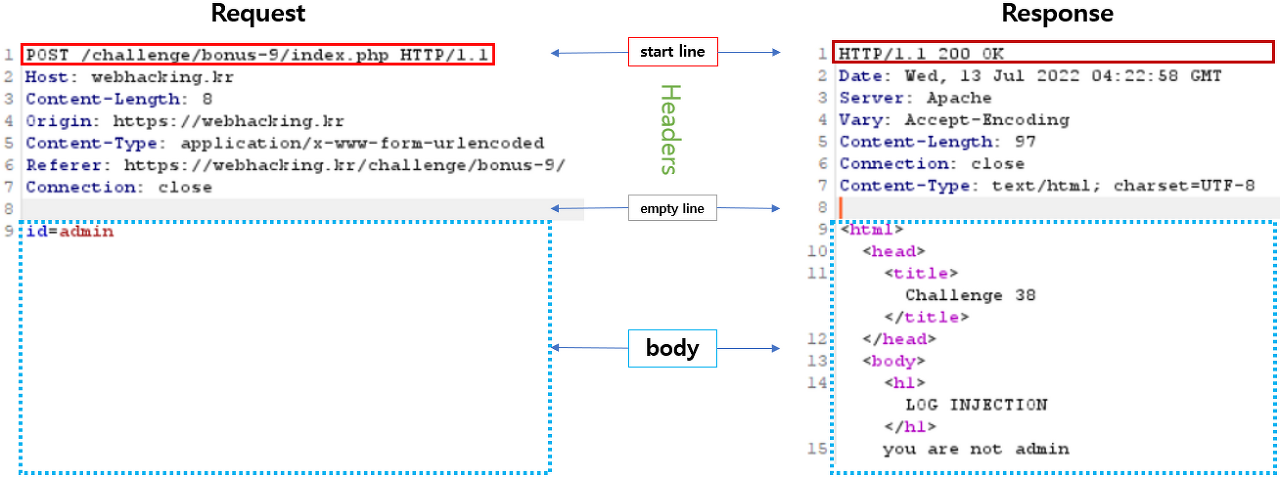 Request
1 POST /challenge/bonus-9/index.php HTTP/1.1
2 Host: webhacking.kr
3 Content-Length: 8
4 Origin: https://webhacking.kr
5 Content-Type: application/x-www-form-urlencoded
6 Referer: https://webhacking.kr/challenge/bonus-9/
7 Connection: close
8
9 id=admin
start line
Headers
empty line
body
Response
1 HTTP/1.1 200 OK
2 Date: Wed, 13 Jul 2022 04:22:58 GMT
3 Server: Apache
4 Vary: Accept-Encoding
5 Content-Length: 97
6 Connection: close
7 Content-Type: text/html; charset=UTF-8
8
9 <html>
10 <head>
11 <title>
Challenge 38
</title>
12 </head>
13 <body>
14 <h1>
LOG INJECTION
</h1>
15 you are not admin